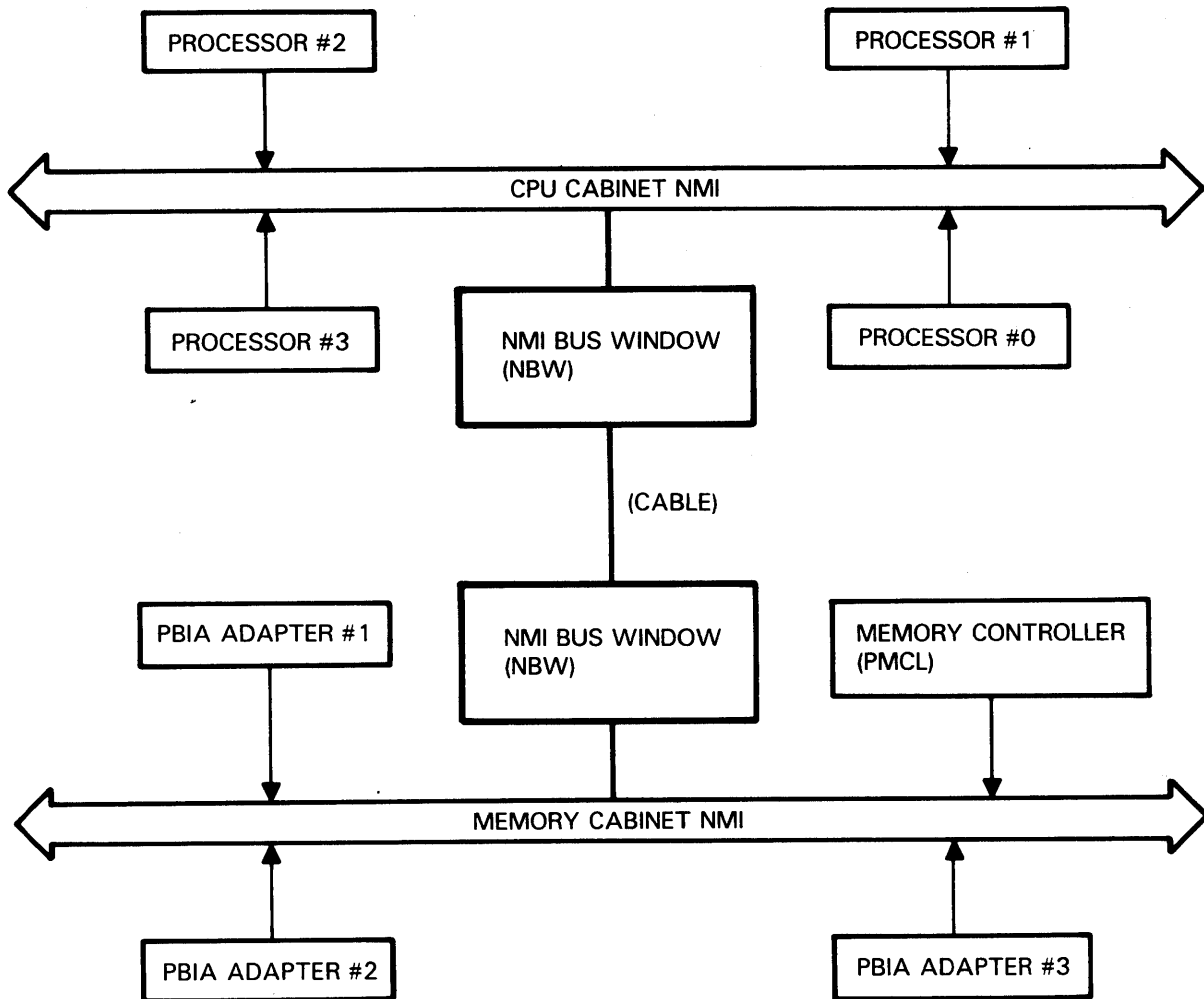 PROCESSOR #2
PROCESSOR #1
CPU CABINET NMI
PROCESSOR #3
NMI BUS WINDOW
(NBW)
PROCESSOR #0
(CABLE)
PBIA ADAPTER #1
NMI BUS WINDOW
(NBW)
MEMORY CONTROLLER
(PMCL)
MEMORY CABINET NMI
PBIA ADAPTER #2
PBIA ADAPTER #3